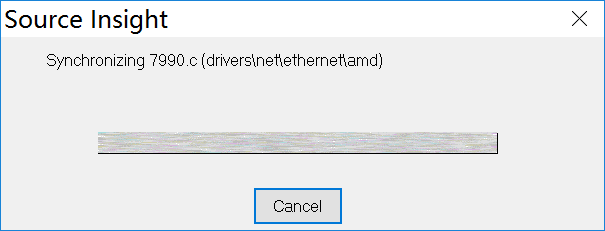 Source Insight
Synchronizing 7990.c (drivers\net\ethernet\amd)
Cancel